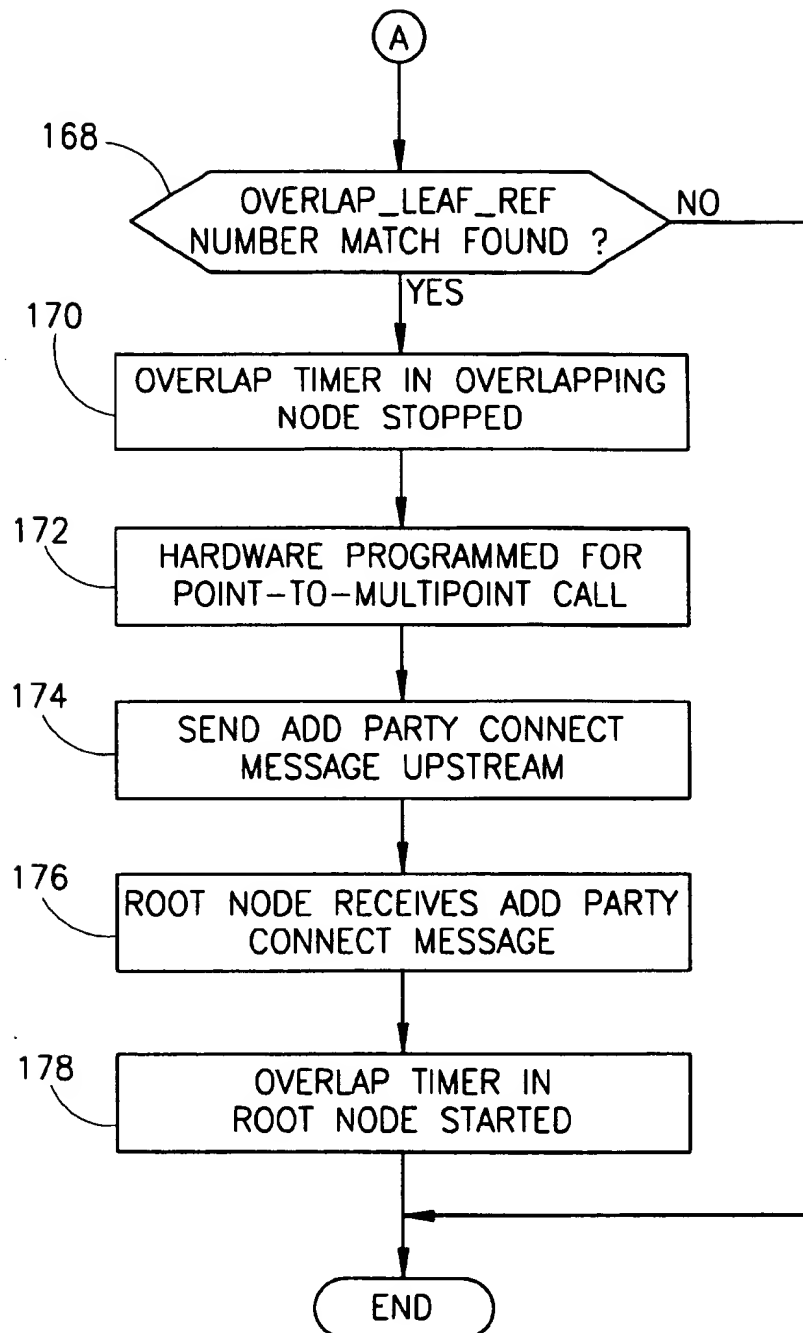 A
168
OVERLAP_LEAF_REF
NUMBER MATCH FOUND ?
NO
YES
170
OVERLAP TIMER IN OVERLAPPING
NODE STOPPED
172
HARDWARE PROGRAMMED FOR
POINT-TO-MULTIPOINT CALL
174
SEND ADD PARTY CONNECT
MESSAGE UPSTREAM
176
ROOT NODE RECEIVES ADD PARTY
CONNECT MESSAGE
178
OVERLAP TIMER IN
ROOT NODE STARTED
END